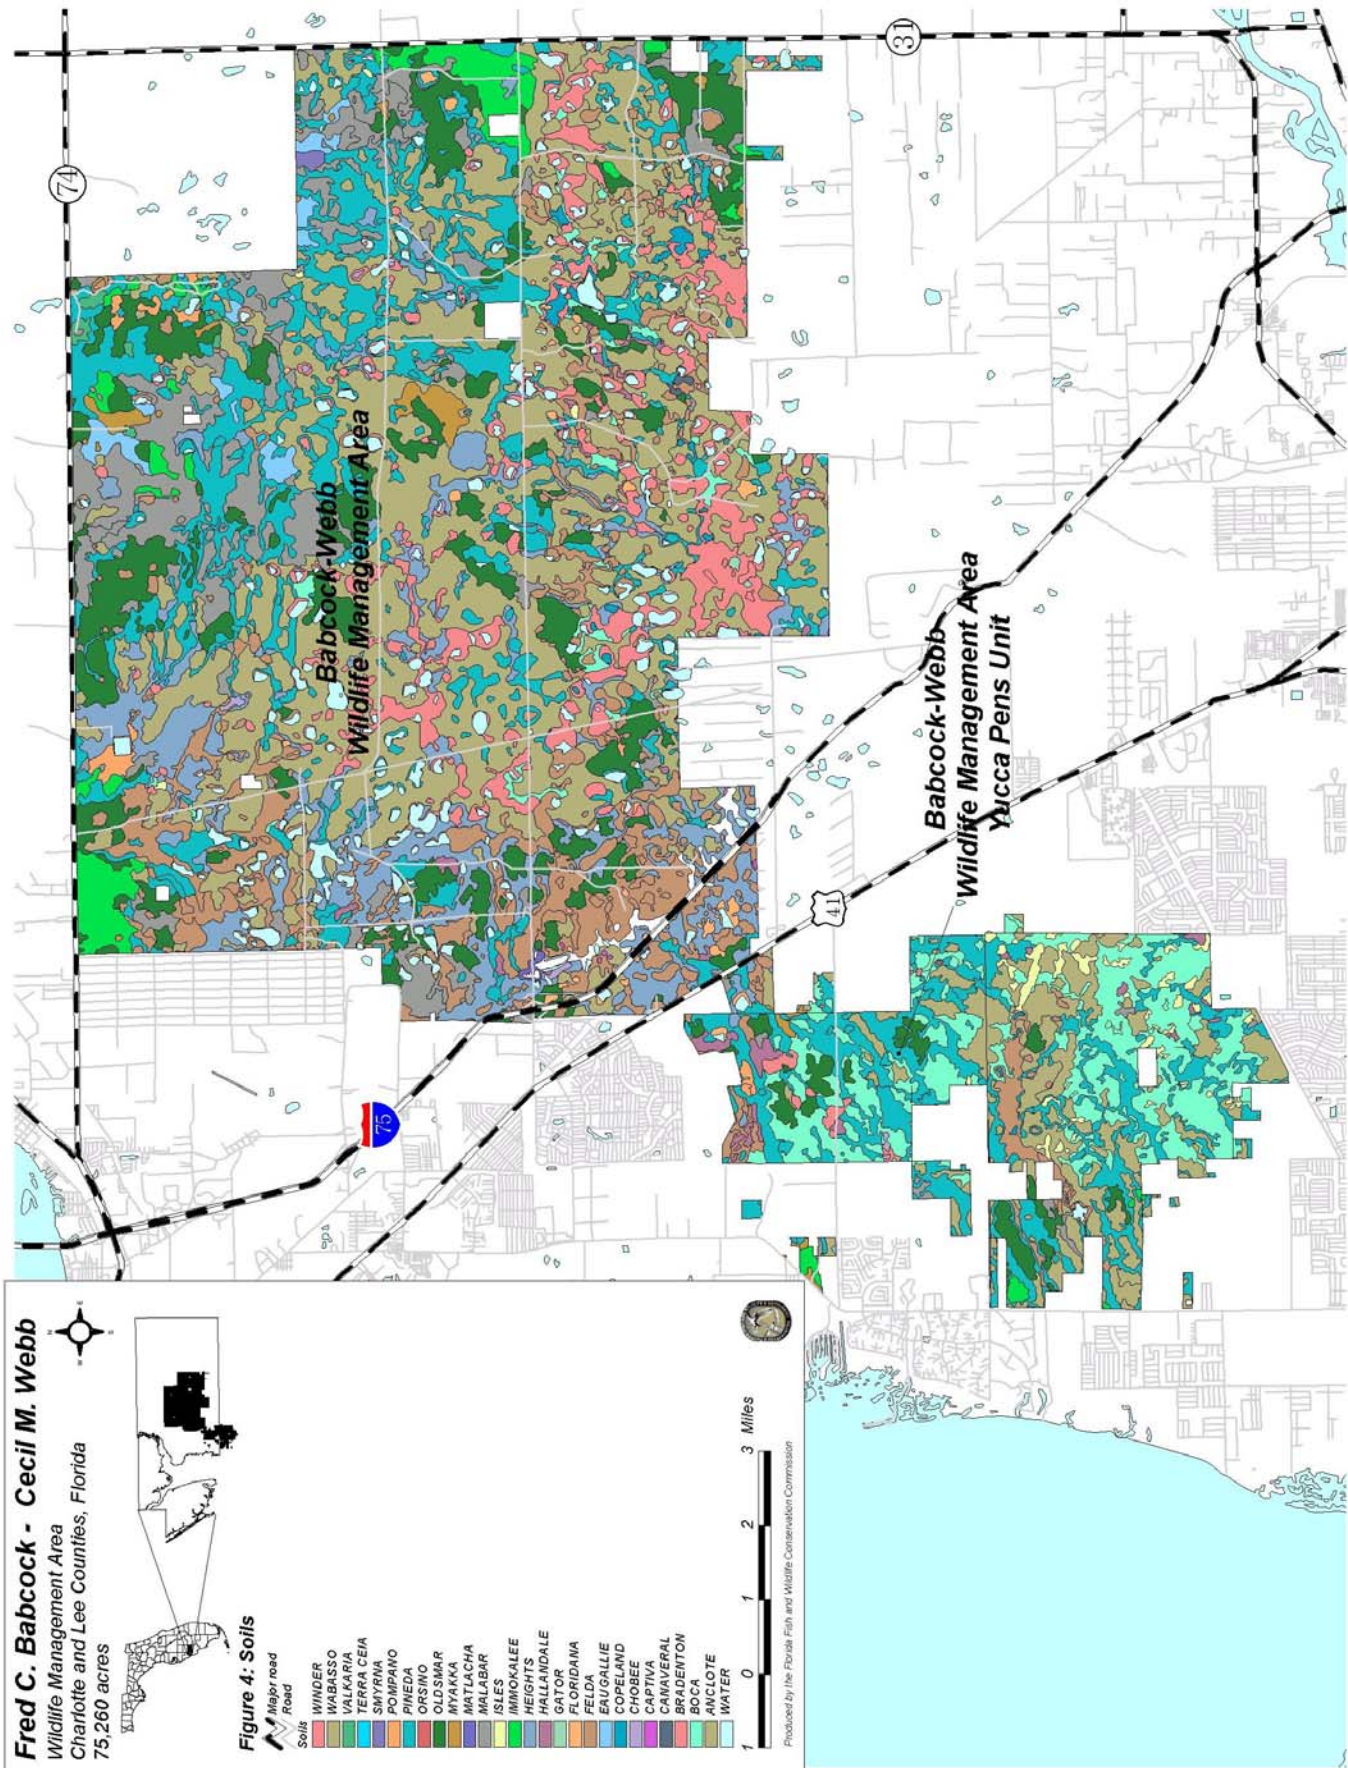 Fred C. Babcock - Cecil M. Webb
Wildlife Management Area
Charlotte and Lee Counties, Florida
75,260 acres
N
W
E
S
Figure 4: Soils
Major road
Road
Soils
WINDER
WABASSO
VALKARIA
TERRA CEIA
SMYRNA
POMPANO
PINEDA
ORSINO
OLDSMAR
MYAKKA
MATLACHA
MALABAR
ISLES
IMMOKALEE
HEIGHTS
HALLANDALE
GATOR
FLORIDANA
FELDA
EAUGALLIE
COPELAND
CHOBEE
CAPTIVA
CANAVERAL
BRADENTON
BOCA
ANCLOTE
WATER
1 0 1 2 3 Miles
Produced by the Florida Fish and Wildlife Conservation Commission
74
31
75
41
Babcock-Webb
Wildlife Management Area
Babcock-Webb
Wildlife Management Area
Yucca Pens Unit